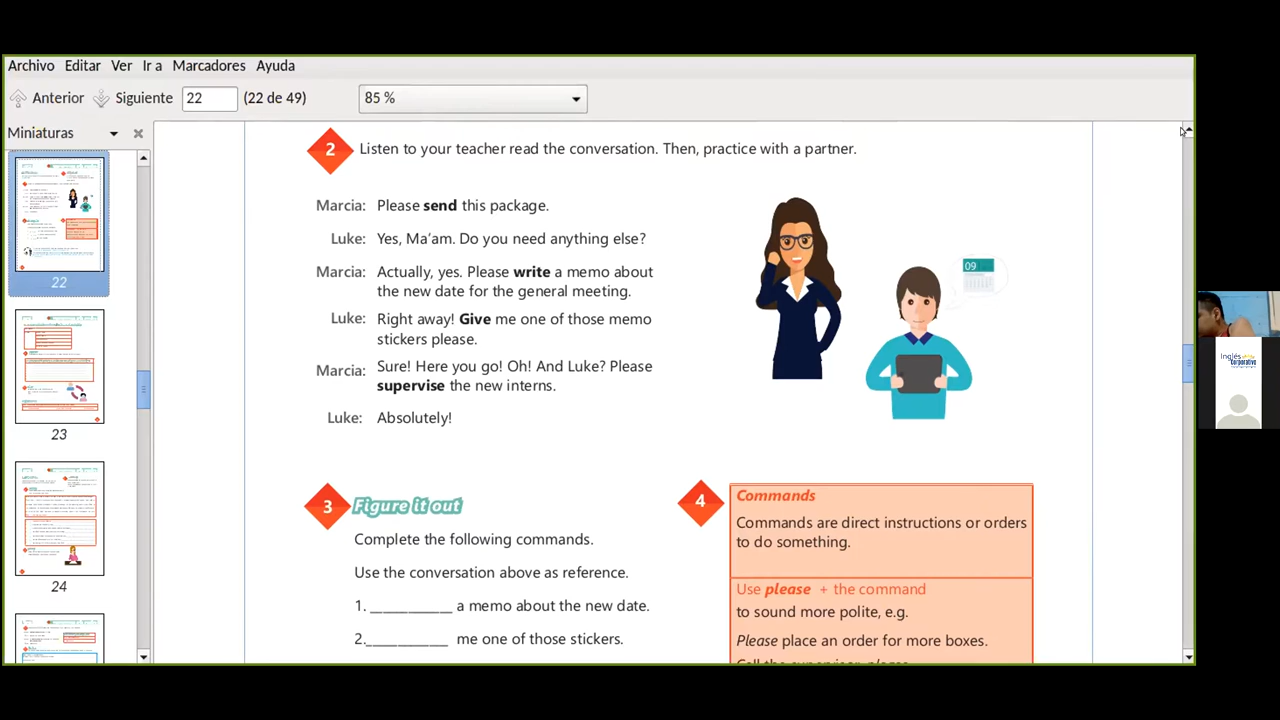 Archivo Editar Ver Ir a Marcadores Ayuda
Anterior Siguiente 22 (22 de 49) 85 %
Miniaturas
22
23
24
2 Listen to your teacher read the conversation. Then, practice with a partner.
Marcia: Please send this package.
Luke: Yes, Ma'am. Do you need anything else?
Marcia: Actually, yes. Please write a memo about
the new date for the general meeting.
Luke: Right away! Give me one of those memo
stickers please.
Marcia: Sure! Here you go! Oh! And Luke? Please
supervise the new interns.
Luke: Absolutely!
09
3 Figure it out
Complete the following commands.
Use the conversation above as reference.
1. ___________ a memo about the new date.
2.___________ me one of those stickers.
4 Commands
Commands are direct instructions or orders
to do something.
Use please + the command
to sound more polite, e.g.
Please place an order for more boxes.
Call the supervisor, please.
Inglés
Corporativo